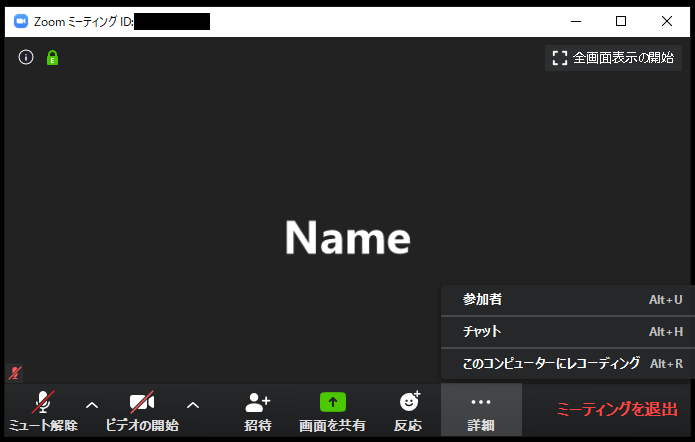 Zoom ミーティング ID:
全画面表示の開始
E
Name
参加者 Alt+U
チャット Alt+H
このコンピューターにレコーディング Alt+R
ミュート解除 ビデオの開始 招待 画面を共有 反応 詳細 ミーティングを退出